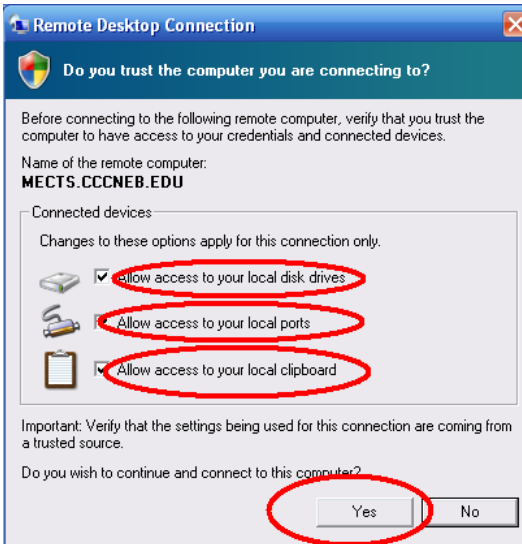 Remote Desktop Connection
Do you trust the computer you are connecting to?
Before connecting to the following remote computer, verify that you trust the
computer to have access to your credentials and connected devices.
Name of the remote computer:
MECTS.CCCNEB.EDU
Connected devices
Changes to these options apply for this connection only.
Allow access to your local disk drives
Allow access to your local ports
Allow access to your local clipboard
Important: Verify that the settings being used for this connection are coming from
a trusted source.
Do you wish to continue and connect to this computer?
Yes No